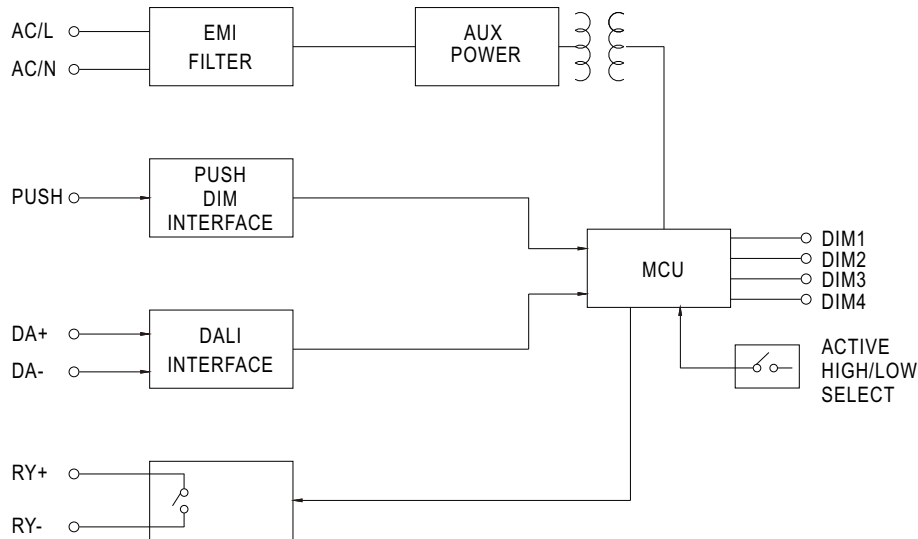 AC/L
AC/N
EMI
FILTER
AUX
POWER
PUSH
PUSH
DIM
INTERFACE
MCU
DIM1
DIM2
DIM3
DIM4
DA+
DA-
DALI
INTERFACE
ACTIVE
HIGH/LOW
SELECT
RY+
RY-